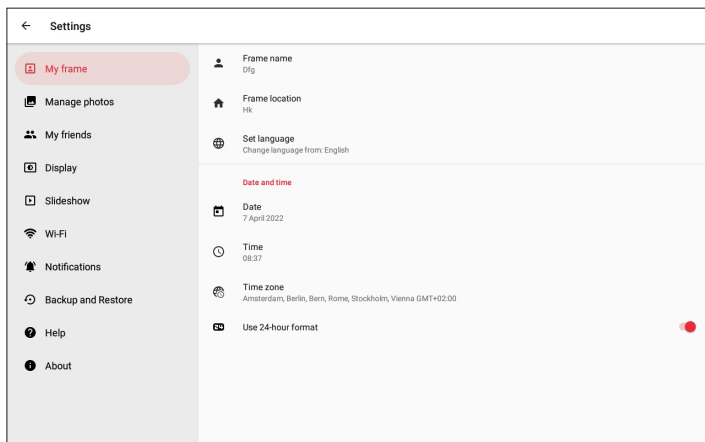 Settings
My frame
Manage photos
My friends
Display
Slideshow
Wi-Fi
Notifications
Backup and Restore
Help
About
Frame name
Dfg
Frame location
Hk
Set language
Change language from: English
Date and time
Date
7 April 2022
Time
08:37
Time zone
Amsterdam, Berlin, Bern, Rome, Stockholm, Vienna GMT+02:00
24
Use 24-hour format